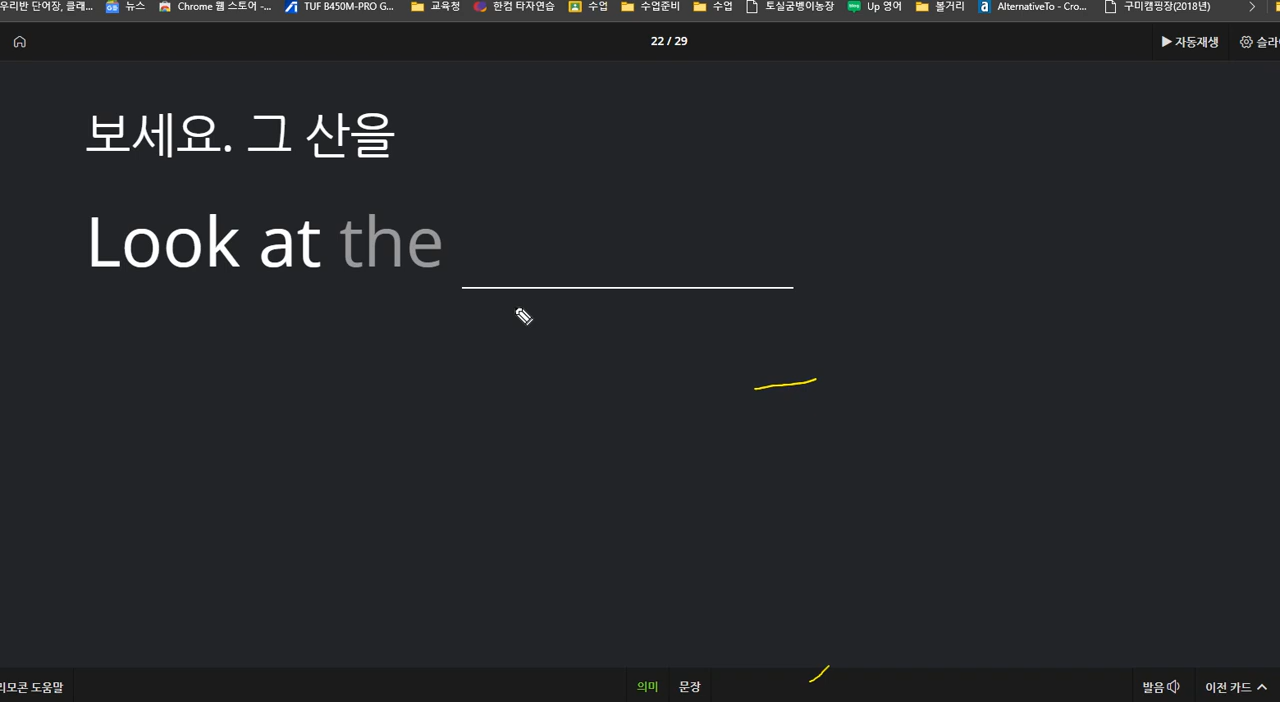 우리반 단어장, 클래... 뉴스 Chrome 웹 스토어 -... TUF B450M-PRO G... 교육청 한컴 타자연습 수업 수업준비 수업 토실굼벵이농장 Up 영어 볼거리 AlternativeTo - Cro... 구미캠핑장(2018년)
22 / 29 자동재생 슬라
보세요. 그 산을
Look at the
리모콘 도움말 의미 문장 발음 이전 카드